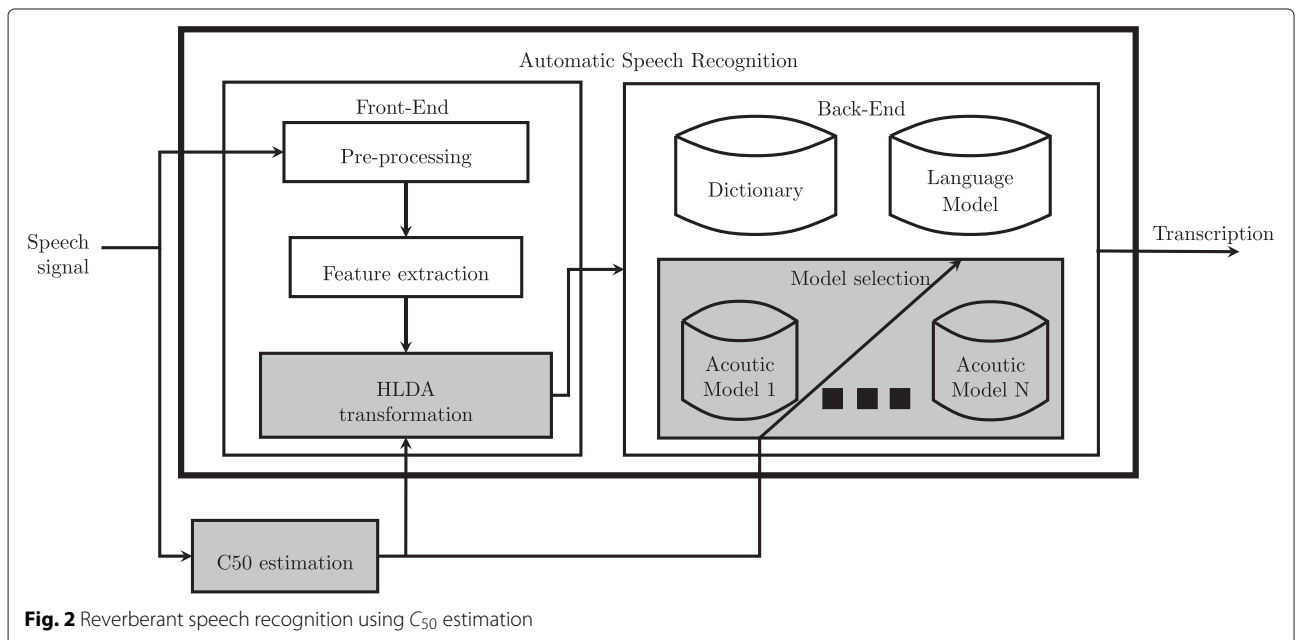 Automatic Speech Recognition
Front-End
Pre-processing
Feature extraction
HLDA
transformation
Back-End
Dictionary
Language
Model
Model selection
Acoutic
Model 1
Acoutic
Model N
Speech
signal
Transcription
C50 estimation
Fig. 2 Reverberant speech recognition using C50 estimation